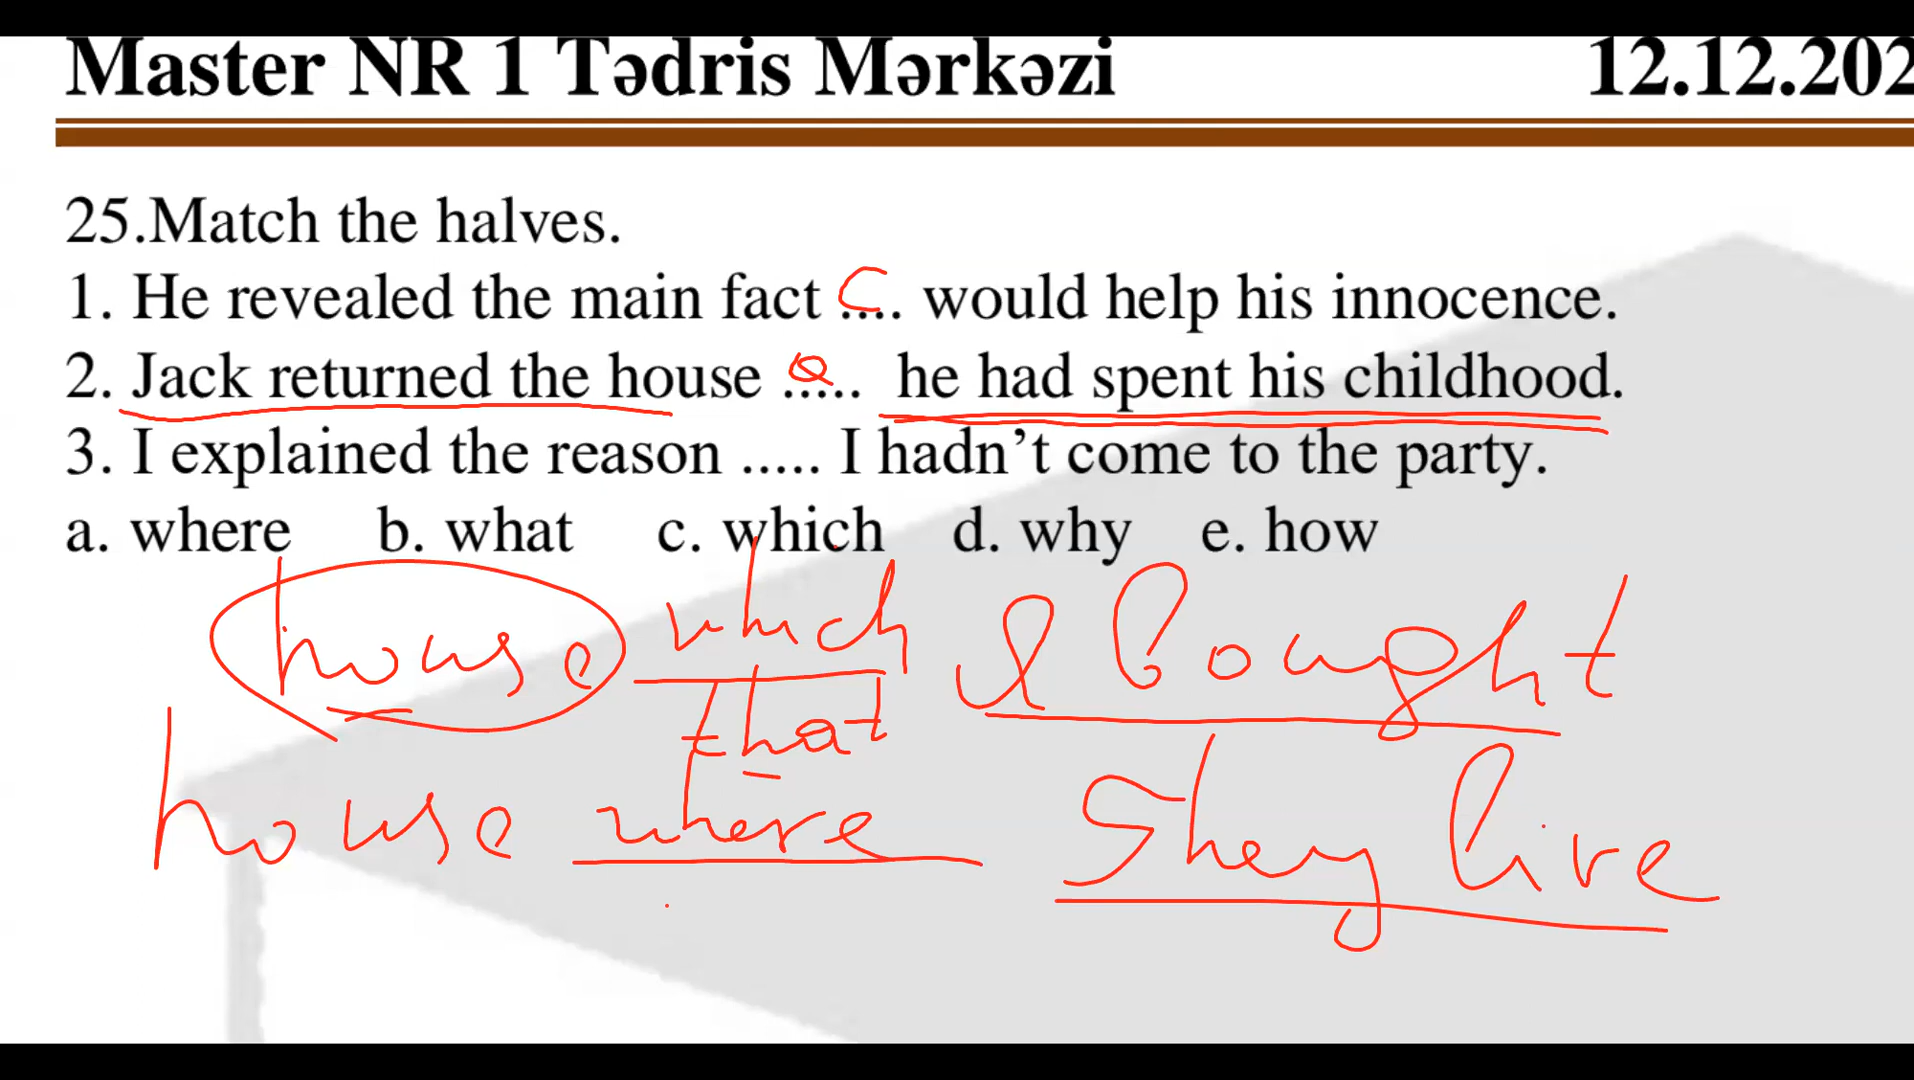 Master NR 1 Tədris Mərkəzi 12.12.202
25.Match the halves.
1. He revealed the main fact c.... would help his innocence.
2. Jack returned the house a..... he had spent his childhood.
3. I explained the reason ..... I hadn’t come to the party.
a. where b. what c. which d. why e. how
house which I bought
that
house where they live